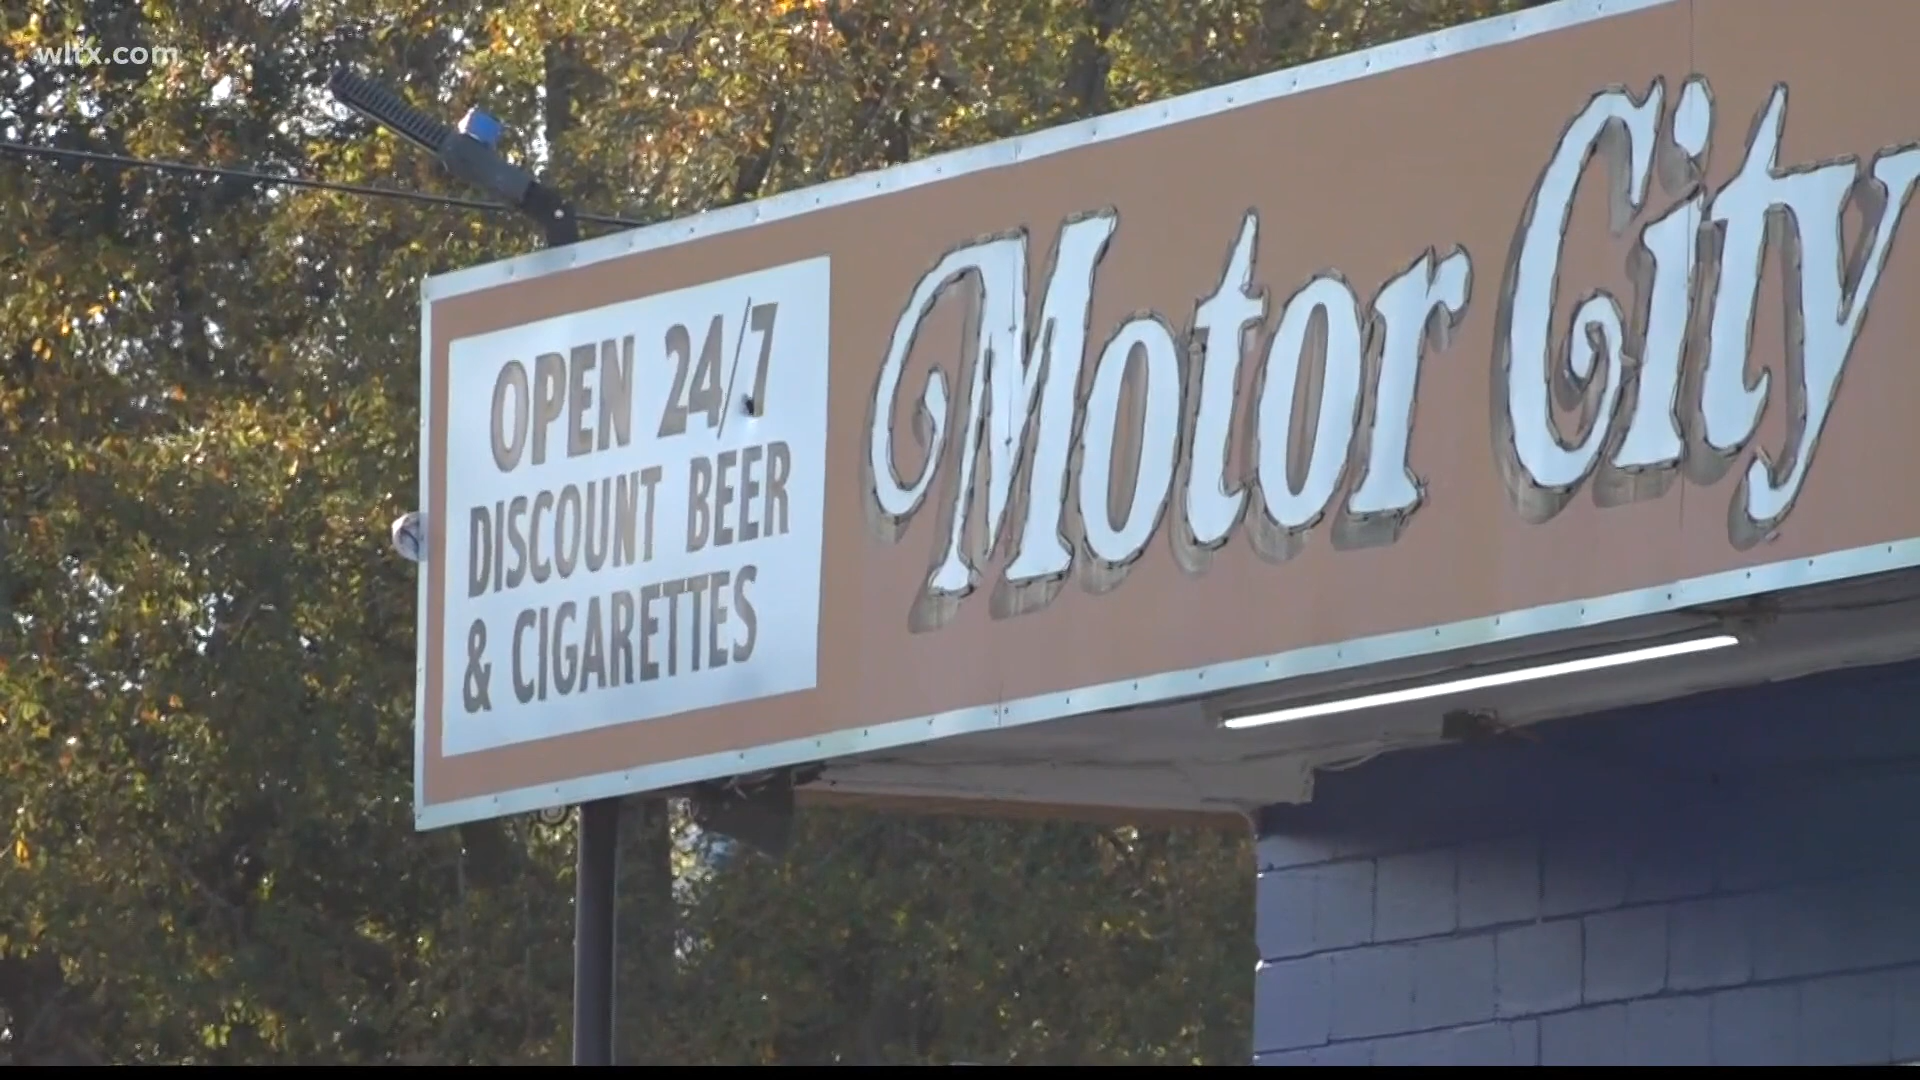 wltx.com
OPEN 24/7
DISCOUNT BEER
& CIGARETTES
Motor City